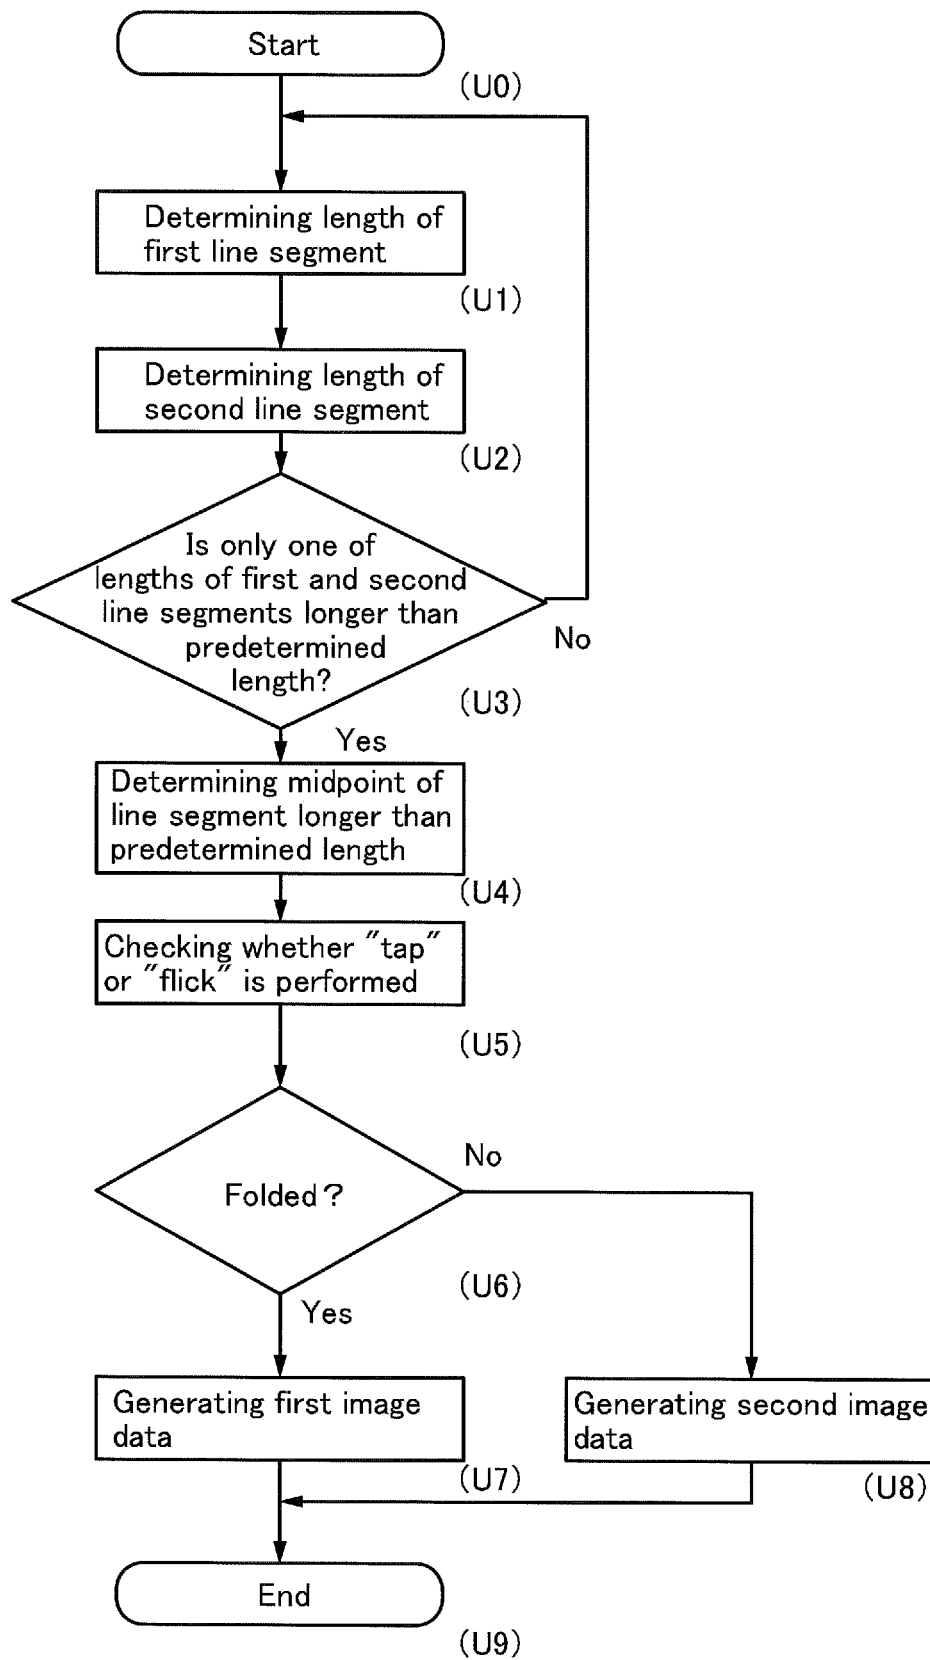 Start
(U0)
Determining length of
first line segment
(U1)
Determining length of
second line segment
(U2)
Is only one of
lengths of first and second
line segments longer than
predetermined
length?
No
(U3)
Yes
Determining midpoint of
line segment longer than
predetermined length
(U4)
Checking whether "tap"
or "flick" is performed
(U5)
No
Folded?
(U6)
Yes
Generating first image
data
Generating second image
data
(U7)
(U8)
End
(U9)